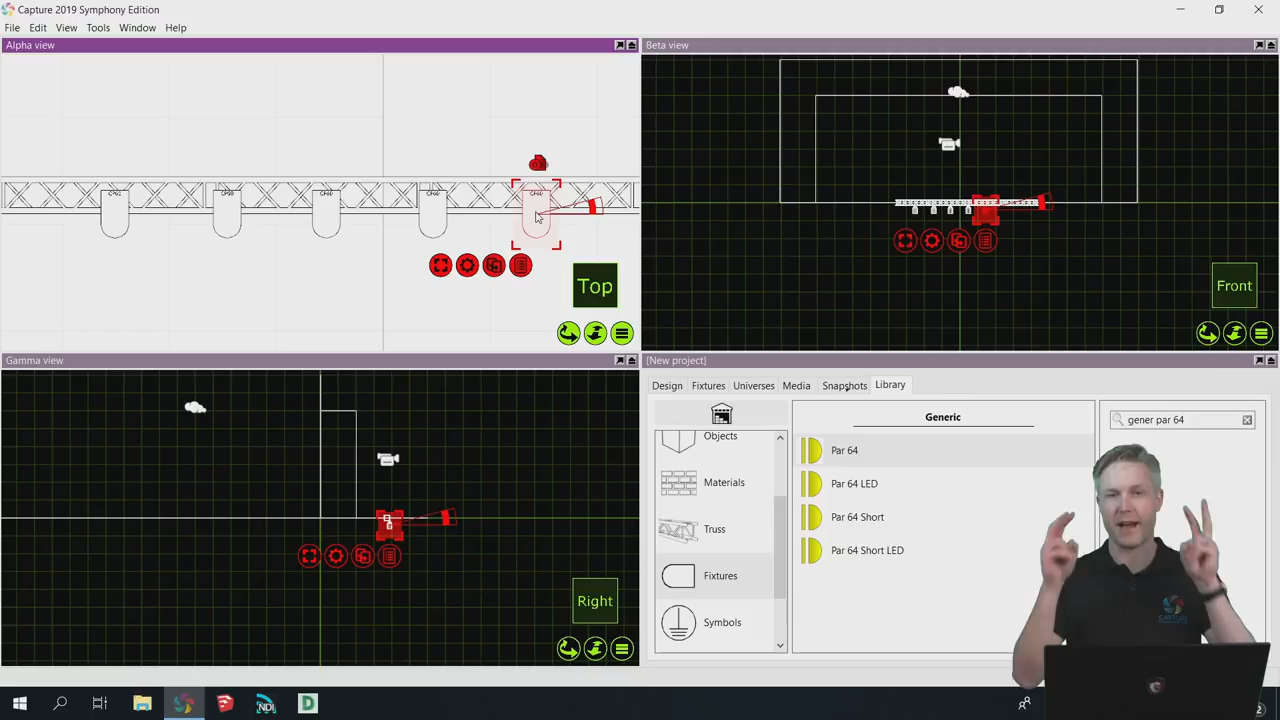 Capture 2019 Symphony Edition
File Edit View Tools Window Help
Alpha view
Beta view
Top
Front
Gamma view
[New project]
Design Fixtures Universes Media Snapshots Library
Generic
gener par 64
Objects
Materials
Truss
Fixtures
Symbols
Par 64
Par 64 LED
Par 64 Short
Par 64 Short LED
Right
CAPTURE
NDI
D